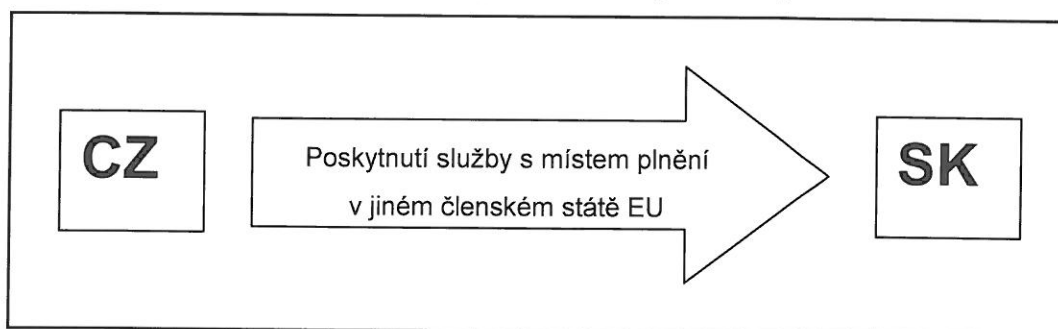 CZ
Poskytnutí služby s místem plnění
v jiném členském státě EU
SK